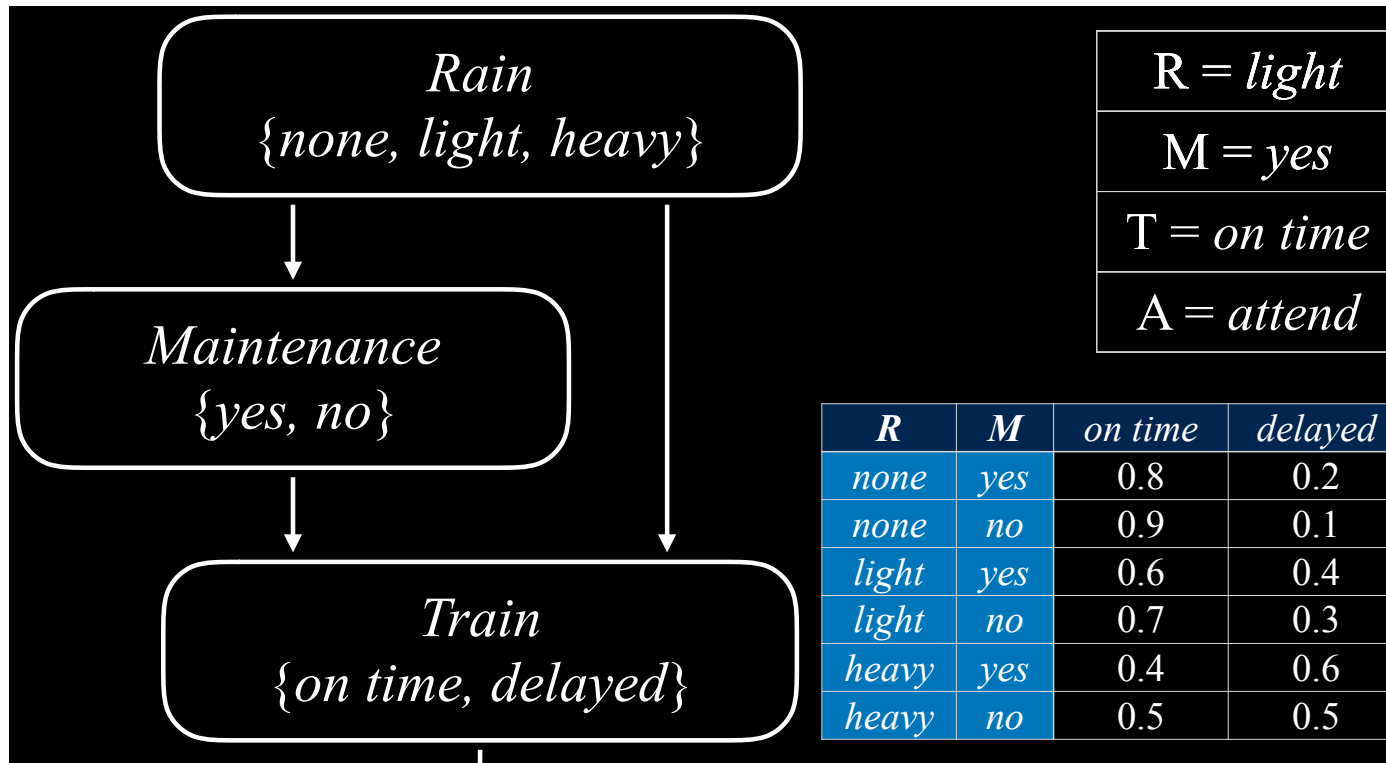 Rain
{none, light, heavy}
Maintenance
{yes, no}
Train
{on time, delayed}
R = light
M = yes
T = on time
A = attend
R M on time delayed
none yes 0.8 0.2
none no 0.9 0.1
light yes 0.6 0.4
light no 0.7 0.3
heavy yes 0.4 0.6
heavy no 0.5 0.5